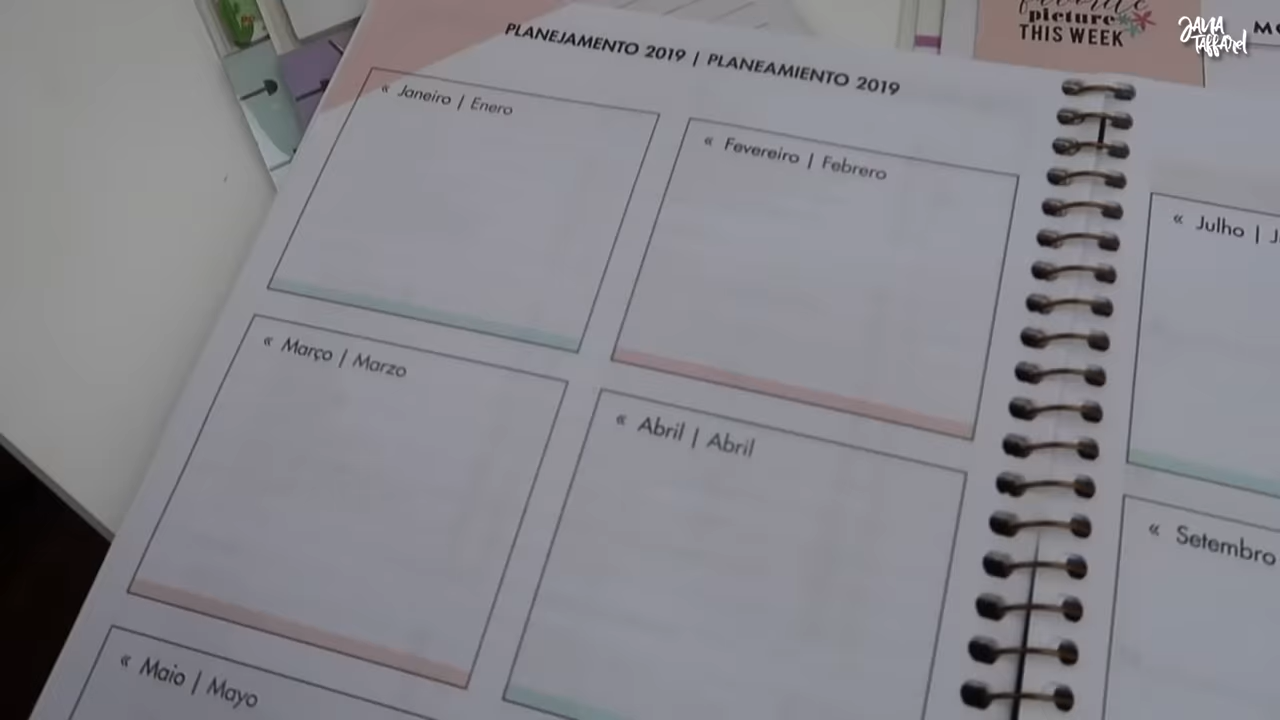 PLANEJAMENTO 2019 | PLANEAMIENTO 2019
« Janeiro | Enero
« Fevereiro | Febrero
« Março | Marzo
« Abril | Abril
« Maio | Mayo
« Julho | J
« Setembro
favorite
picture
THIS WEEK
JANA
TAFFAREL